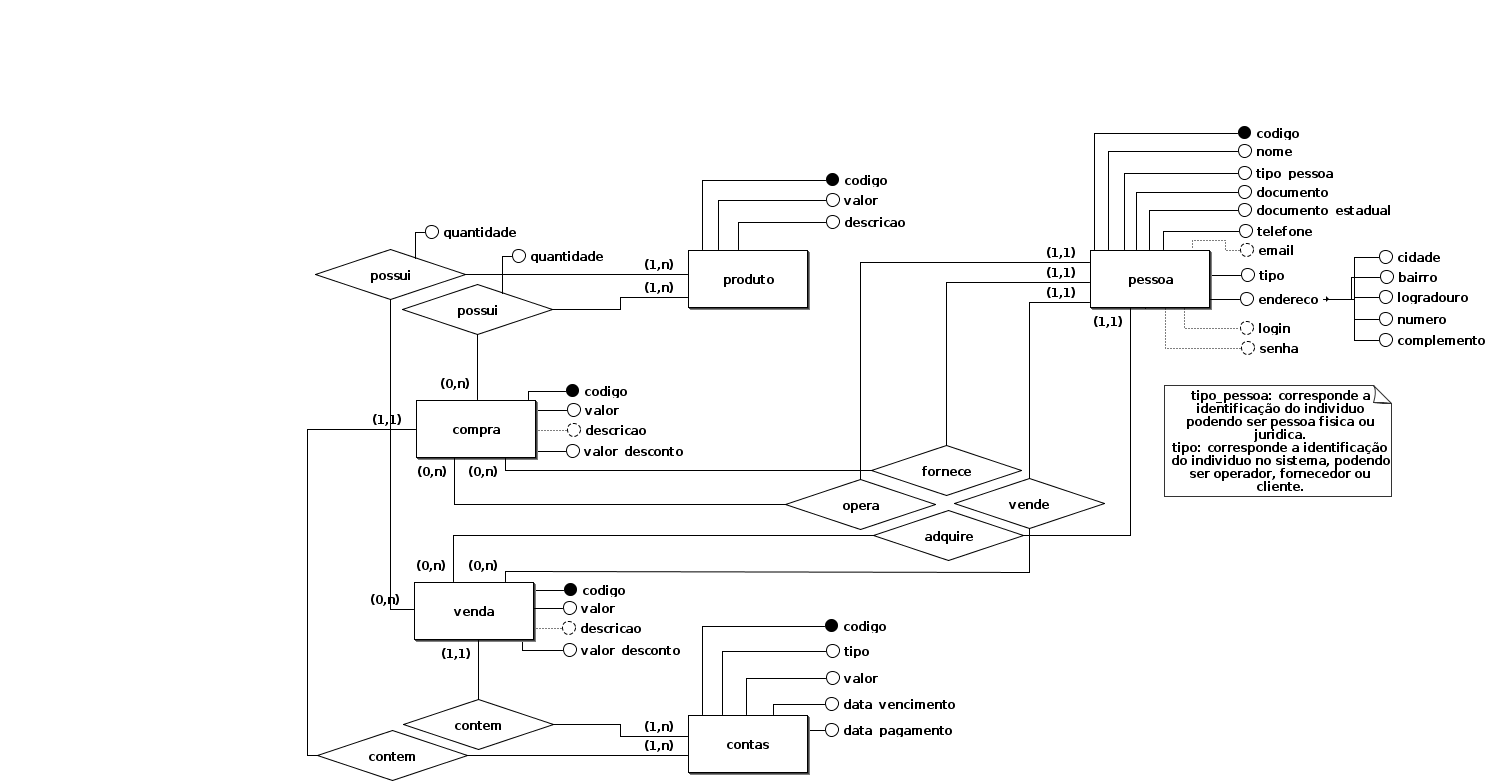 codigo
nome
tipo_pessoa
documento
documento_estadual
telefone
email
tipo
endereco
login
senha
cidade
bairro
logradouro
numero
complemento
(1,1)
(1,1)
(1,1)
(1,1)
pessoa
codigo
valor
descricao
produto
(1,n)
(1,n)
quantidade
quantidade
possui
possui
(0,n)
(1,1)
compra
codigo
valor
descricao
valor_desconto
(0,n)
(0,n)
tipo_pessoa: corresponde a
identificação do individuo
podendo ser pessoa fisica ou
juridica.
tipo: corresponde a identificação
do individuo no sistema, podendo
ser operador, fornecedor ou
cliente.
fornece
opera
vende
adquire
(0,n)
(0,n)
(0,n)
venda
codigo
valor
descricao
valor_desconto
(1,1)
contem
contem
(1,n)
(1,n)
contas
codigo
tipo
valor
data_vencimento
data_pagamento